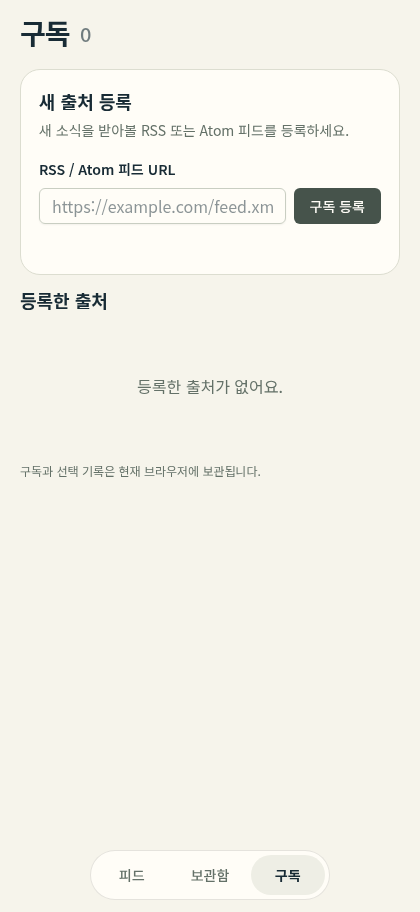 구독 0
새 출처 등록
새 소식을 받아볼 RSS 또는 Atom 피드를 등록하세요.
RSS / Atom 피드 URL
https://example.com/feed.xm
구독 등록
등록한 출처
등록한 출처가 없어요.
구독과 선택 기록은 현재 브라우저에 보관됩니다.
피드
보관함
구독